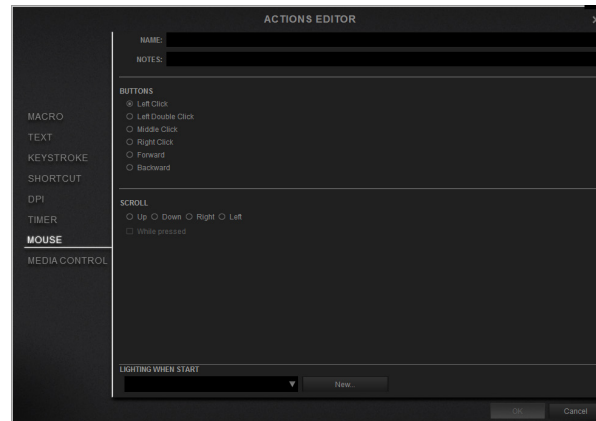 ACTIONS EDITOR
NAME:
NOTES:
BUTTONS
Left Click
Left Double Click
Middle Click
Right Click
Forward
Backward
MACRO
TEXT
KEYSTROKE
SHORTCUT
DPI
TIMER
MOUSE
MEDIA CONTROL
SCROLL
Up Down Right Left
While pressed
LIGHTING WHEN START
New..
OK Cancel